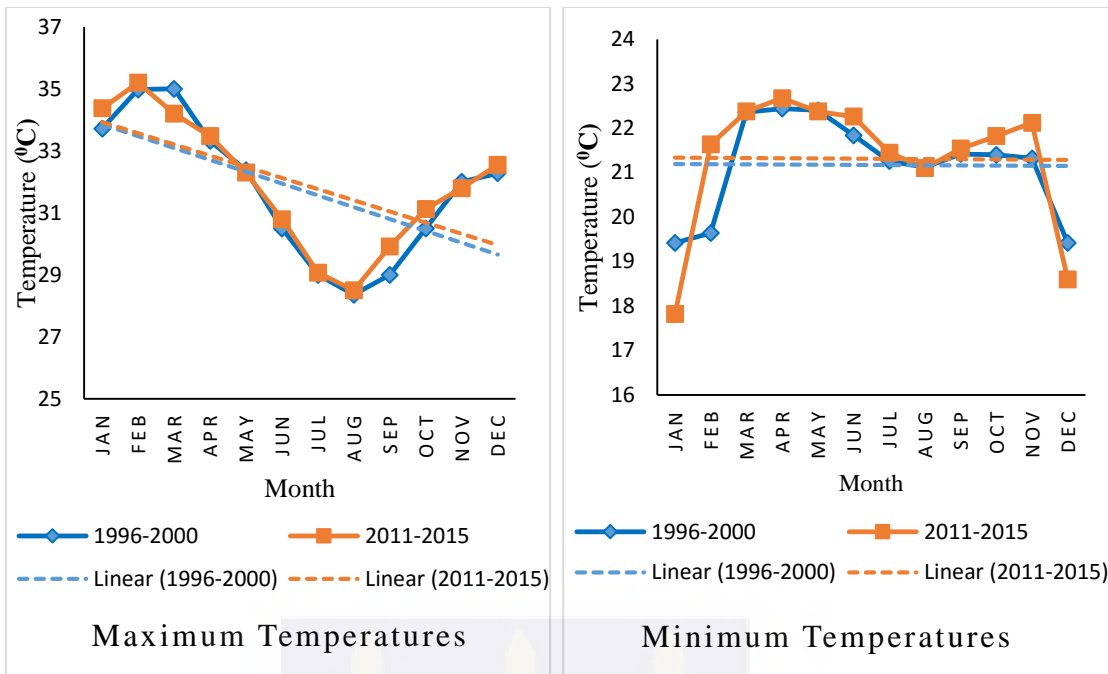 37
35
33
31
29
27
25
Temperature (⁰C)
JAN
FEB
MAR
APR
MAY
JUN
JUL
AUG
SEP
OCT
NOV
DEC
Month
1996-2000
2011-2015
Linear (1996-2000)
Linear (2011-2015)
Maximum Temperatures
24
23
22
21
20
19
18
17
16
Temperature (⁰C)
JAN
FEB
MAR
APR
MAY
JUN
JUL
AUG
SEP
OCT
NOV
DEC
Month
1996-2000
2011-2015
Linear (1996-2000)
Linear (2011-2015)
Minimum Temperatures